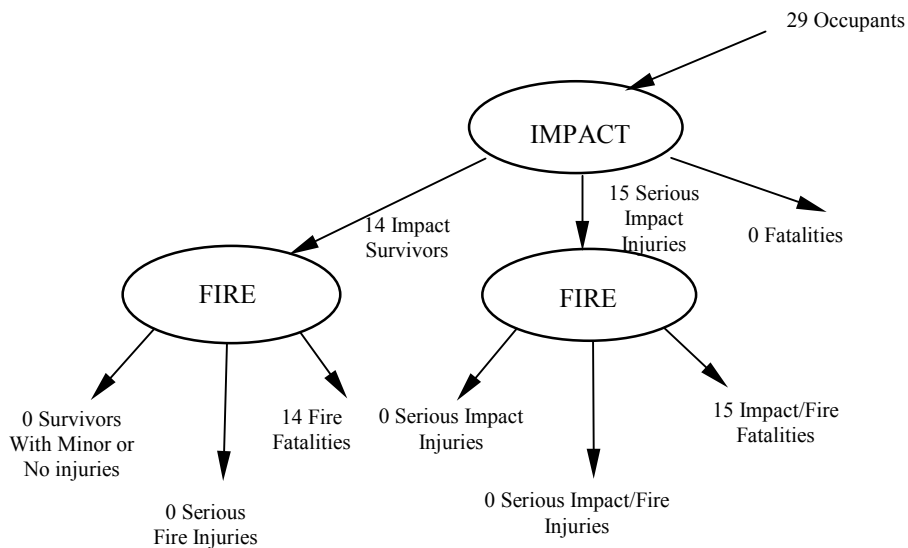 29 Occupants
IMPACT
14 Impact
Survivors
15 Serious
Impact
Injuries
0 Fatalities
FIRE
FIRE
0 Survivors
With Minor or
No injuries
14 Fire
Fatalities
0 Serious Impact
Injuries
15 Impact/Fire
Fatalities
0 Serious
Fire Injuries
0 Serious Impact/Fire
Injuries